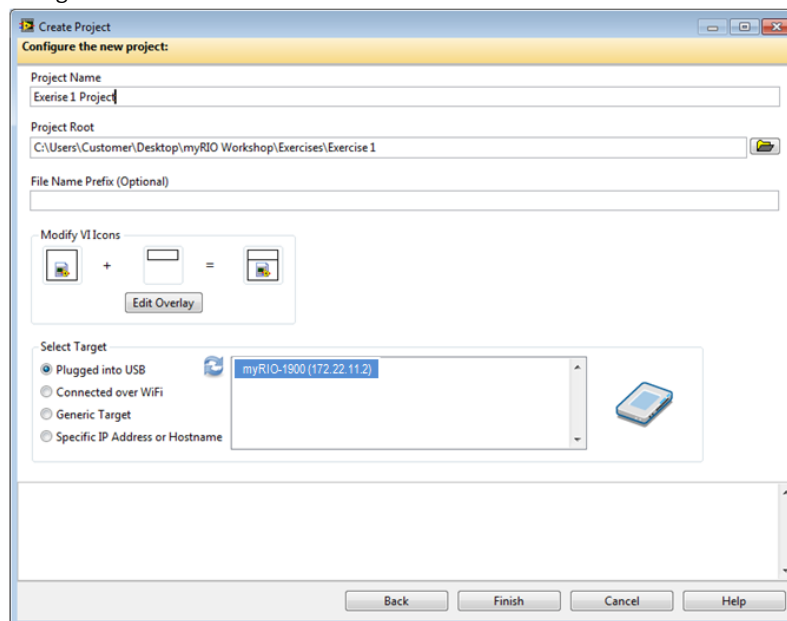 Create Project
Configure the new project:
Project Name
Exerise 1 Project
Project Root
C:\Users\Customer\Desktop\myRIO Workshop\Exercises\Exercise 1
File Name Prefix (Optional)
Modify VI Icons
+ =
Edit Overlay
Select Target
Plugged into USB
myRIO-1900 (172.22.11.2)
Connected over WiFi
Generic Target
Specific IP Address or Hostname
Back Finish Cancel Help